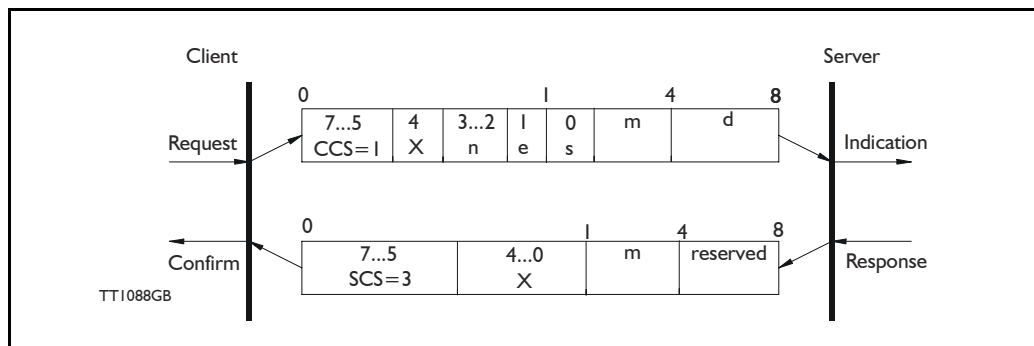 Client Server
0 1 4 8
7...5 4 3...2 1 0 m d
CCS=1 X n e s
Request Indication
0 1 4 8
7...5 4...0 m reserved
SCS=3 X
Confirm Response
TT1088GB